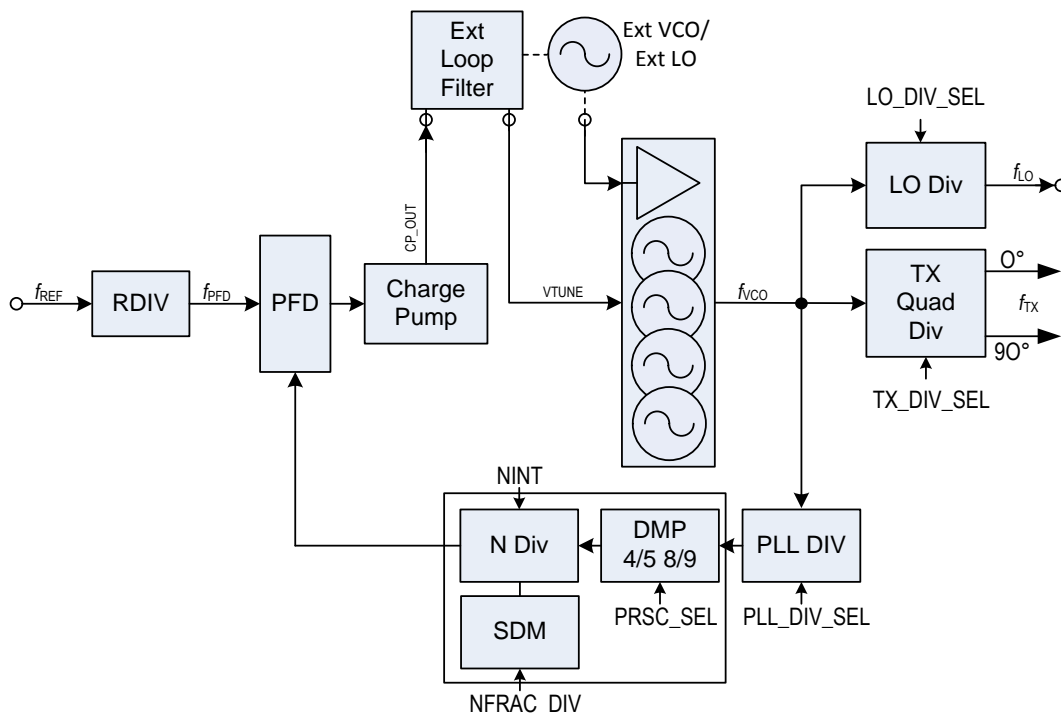 Ext
Loop
Filter
Ext VCO/
Ext LO
LO_DIV_SEL
LO Div
fLO
CP_OUT
fREF
RDIV
fPFD
PFD
Charge
Pump
VTUNE
fVCO
TX
Quad
Div
0°
fTX
90°
TX_DIV_SEL
NINT
N Div
DMP
4/5 8/9
PLL DIV
SDM
PRSC_SEL
PLL_DIV_SEL
NFRAC_DIV